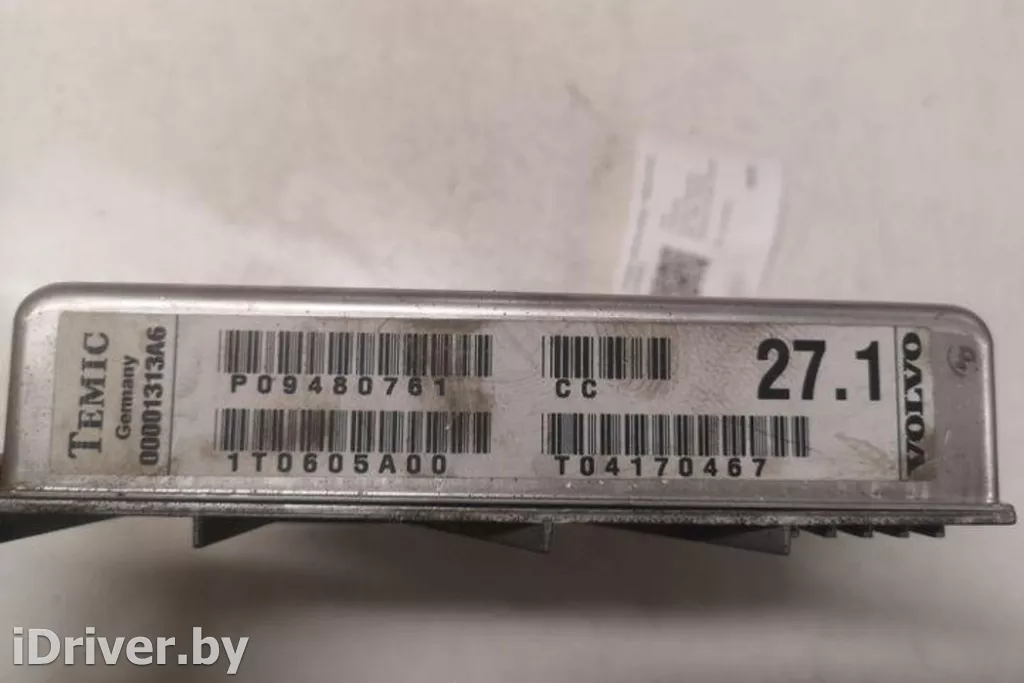 TEMIC
Germany
00001313A6
P09480761
CC
27.1
VOLVO
1T0605A00
T04170467
iDriver.by